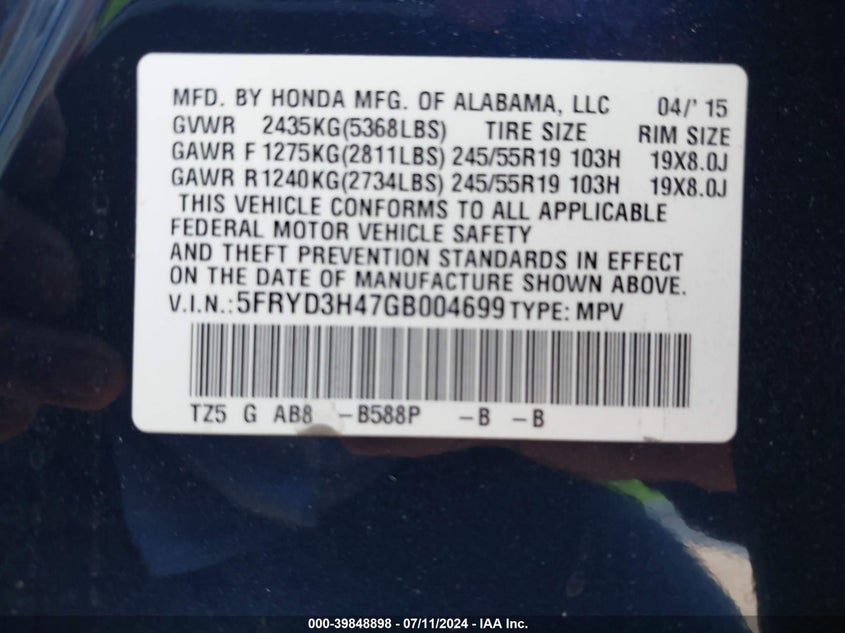 MFD. BY HONDA MFG. OF ALABAMA, LLC 04/' 15
GVWR 2435KG(5368LBS) TIRE SIZE RIM SIZE
GAWR F 1275KG(2811LBS) 245/55R19 103H 19X8.0J
GAWR R1240KG(2734LBS) 245/55R19 103H 19X8.0J
THIS VEHICLE CONFORMS TO ALL APPLICABLE
FEDERAL MOTOR VEHICLE SAFETY
AND THEFT PREVENTION STANDARDS IN EFFECT
ON THE DATE OF MANUFACTURE SHOWN ABOVE.
V.I.N.:5FRYD3H47GB004699 TYPE: MPV
TZ5 G AB8 -B588P -B -B
000-39848898 - 07/11/2024 - IAA Inc.